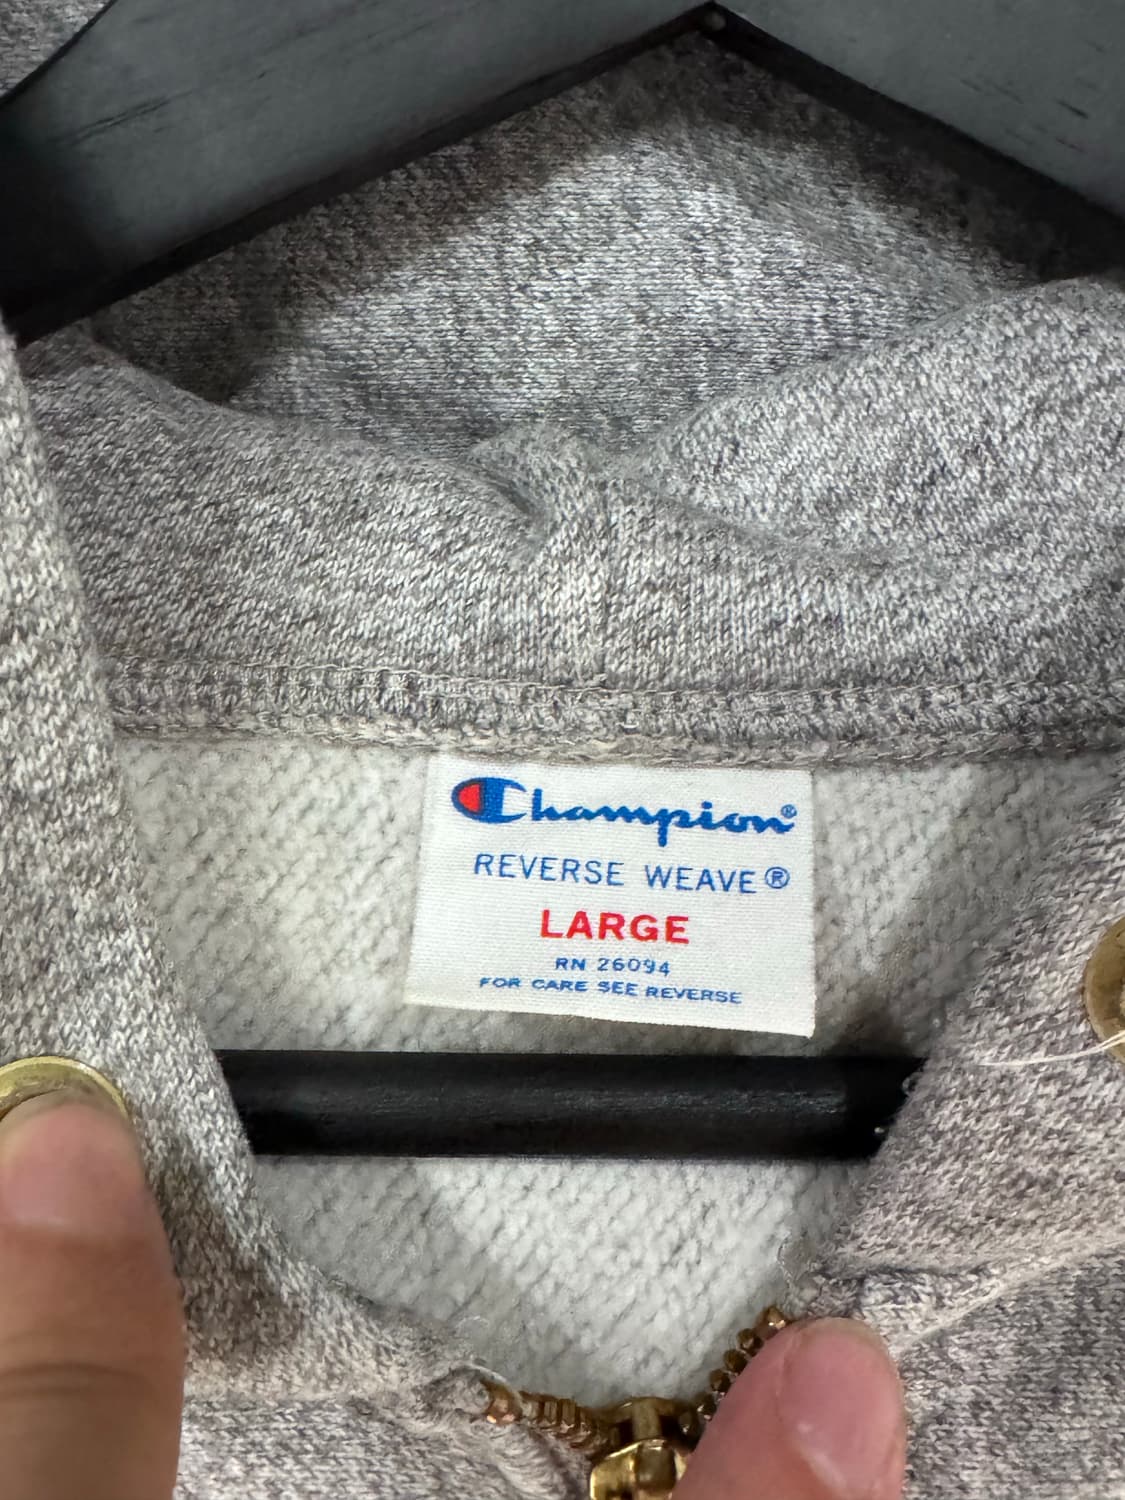 Champion®
REVERSE WEAVE®
LARGE
RN 26094
FOR CARE SEE REVERSE